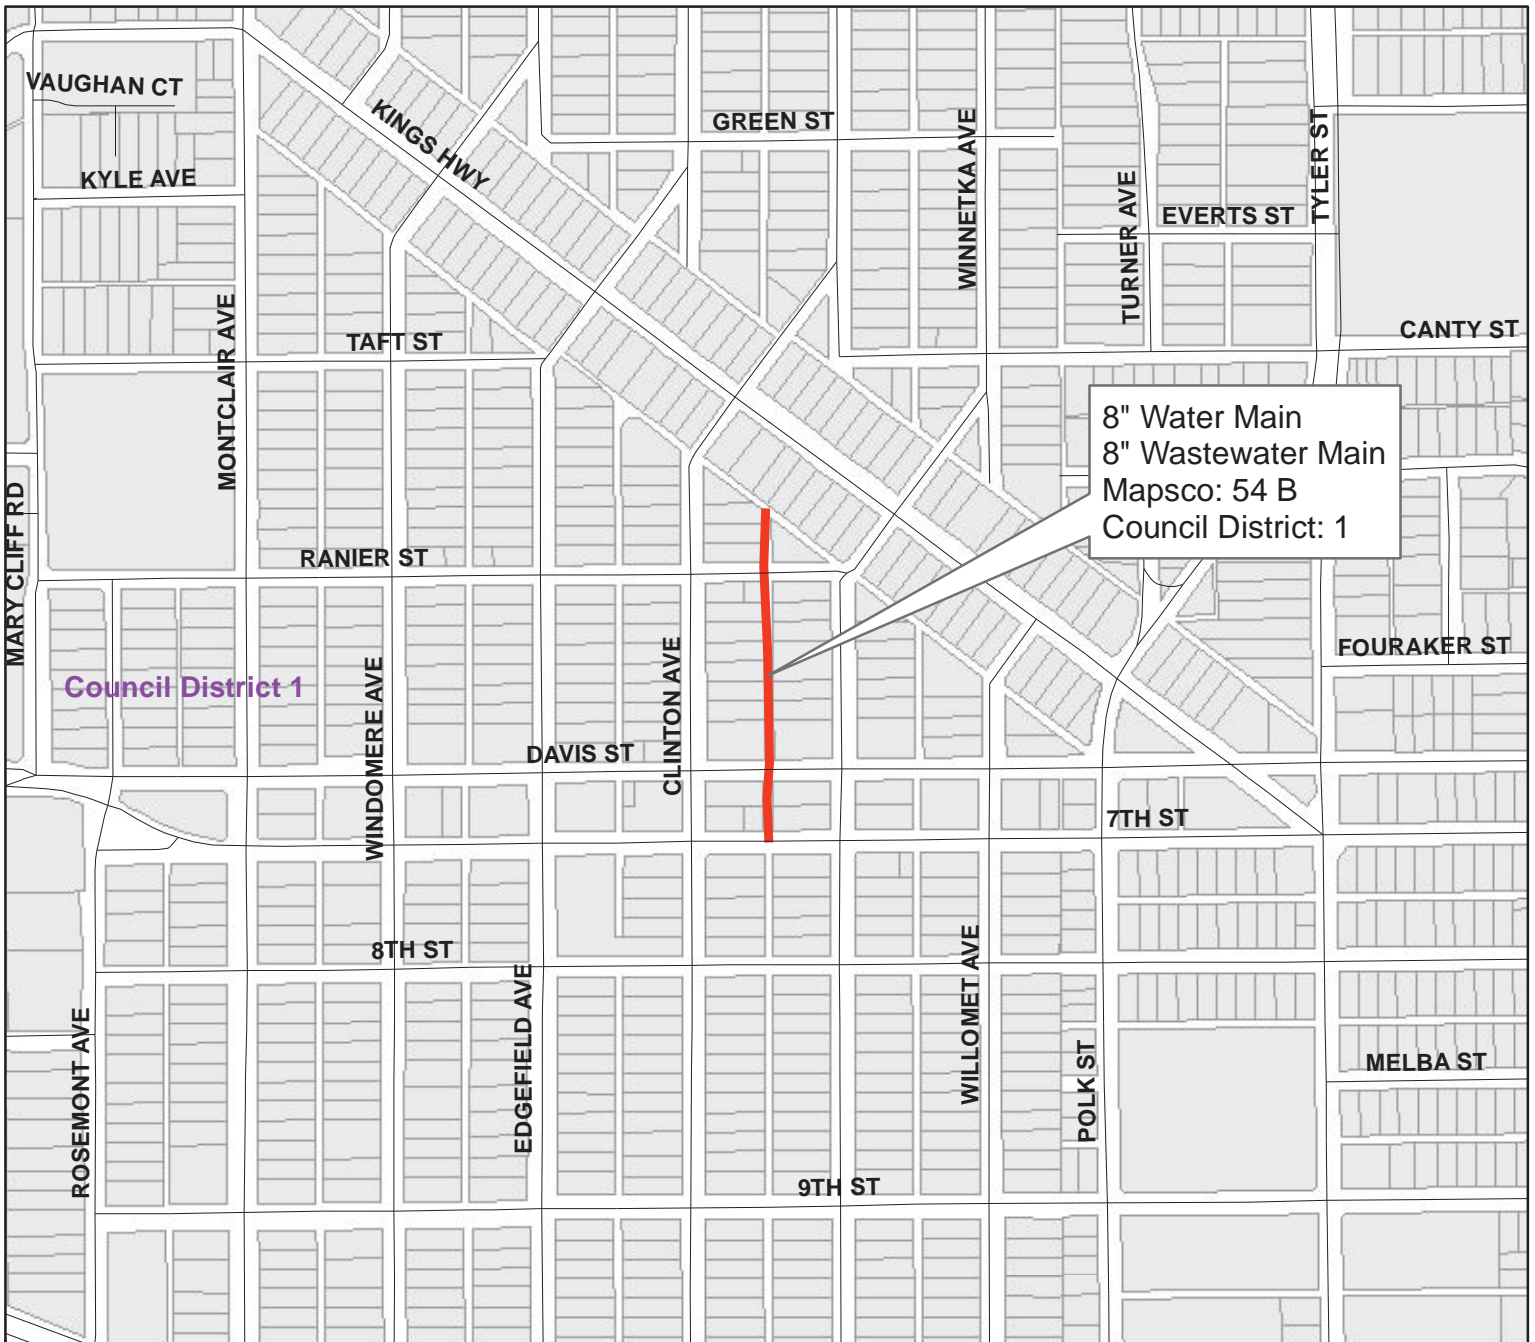 VAUGHAN CT
KINGS HWY
GREEN ST
WINNETKA AVE
TYLER ST
KYLE AVE
TURNER AVE
EVERTS ST
MONTCLAIR AVE
TAFT ST
CANTY ST
8" Water Main
8" Wastewater Main
Mapsco: 54 B
Council District: 1
MARY CLIFF RD
RANIER ST
FOURAKER ST
Council District 1
WINDOMERE AVE
CLINTON AVE
DAVIS ST
7TH ST
8TH ST
EDGEFIELD AVE
WILLOMET AVE
ROSEMONT AVE
POLK ST
MELBA ST
9TH ST